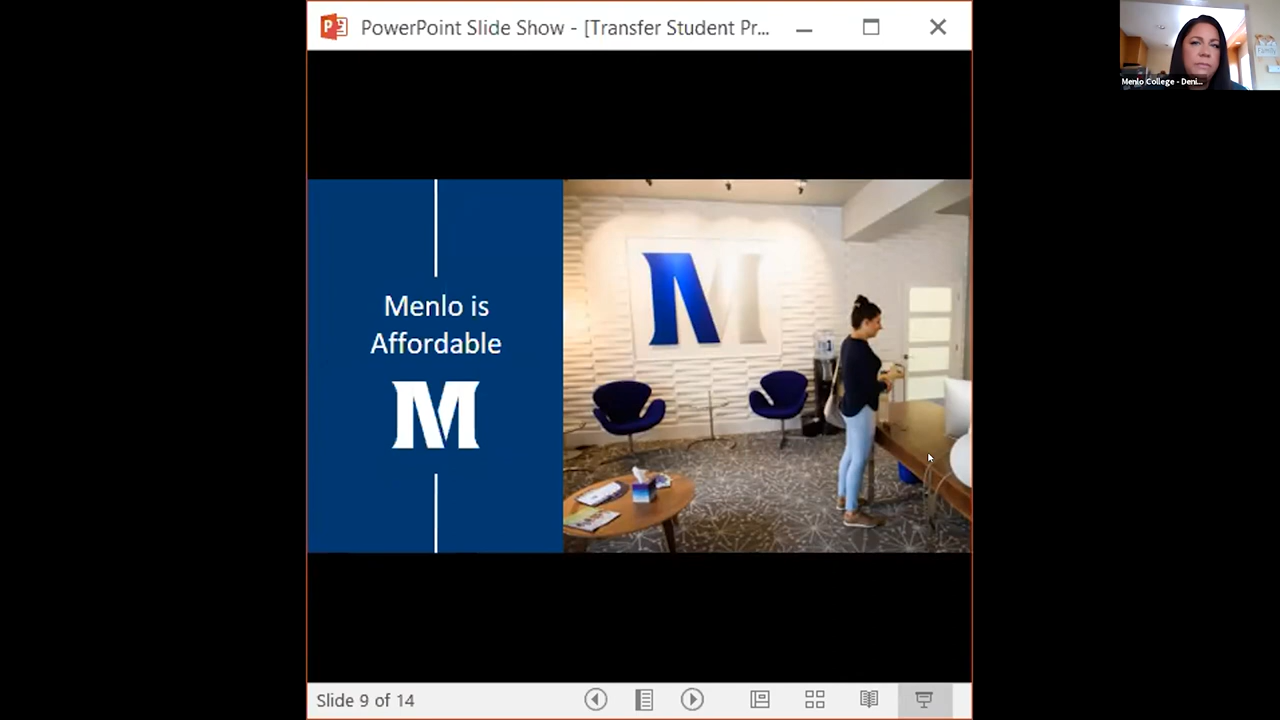 PowerPoint Slide Show - [Transfer Student Pr...
Menlo College - Deni...
Menlo is
Affordable
M
M
Slide 9 of 14